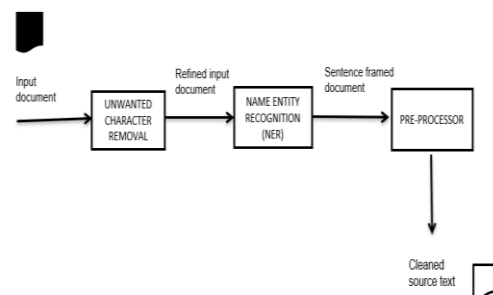 Input
document
UNWANTED
CHARACTER
REMOVAL
Refined input
document
NAME ENTITY
RECOGNITION
(NER)
Sentence framed
document
PRE-PROCESSOR
Cleaned
source text